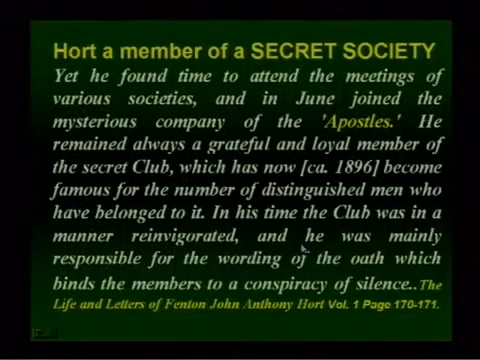 Hort a member of a SECRET SOCIETY
Yet he found time to attend the meetings of
various societies, and in June joined the
mysterious company of the 'Apostles.' He
remained always a grateful and loyal member of
the secret Club, which has now [ca. 1896] become
famous for the number of distinguished men who
have belonged to it. In his time the Club was in a
manner reinvigorated, and he was mainly
responsible for the wording of the oath which
binds the members to a conspiracy of silence..The
Life and Letters of Fenton John Anthony Hort Vol. 1 Page 170-171.